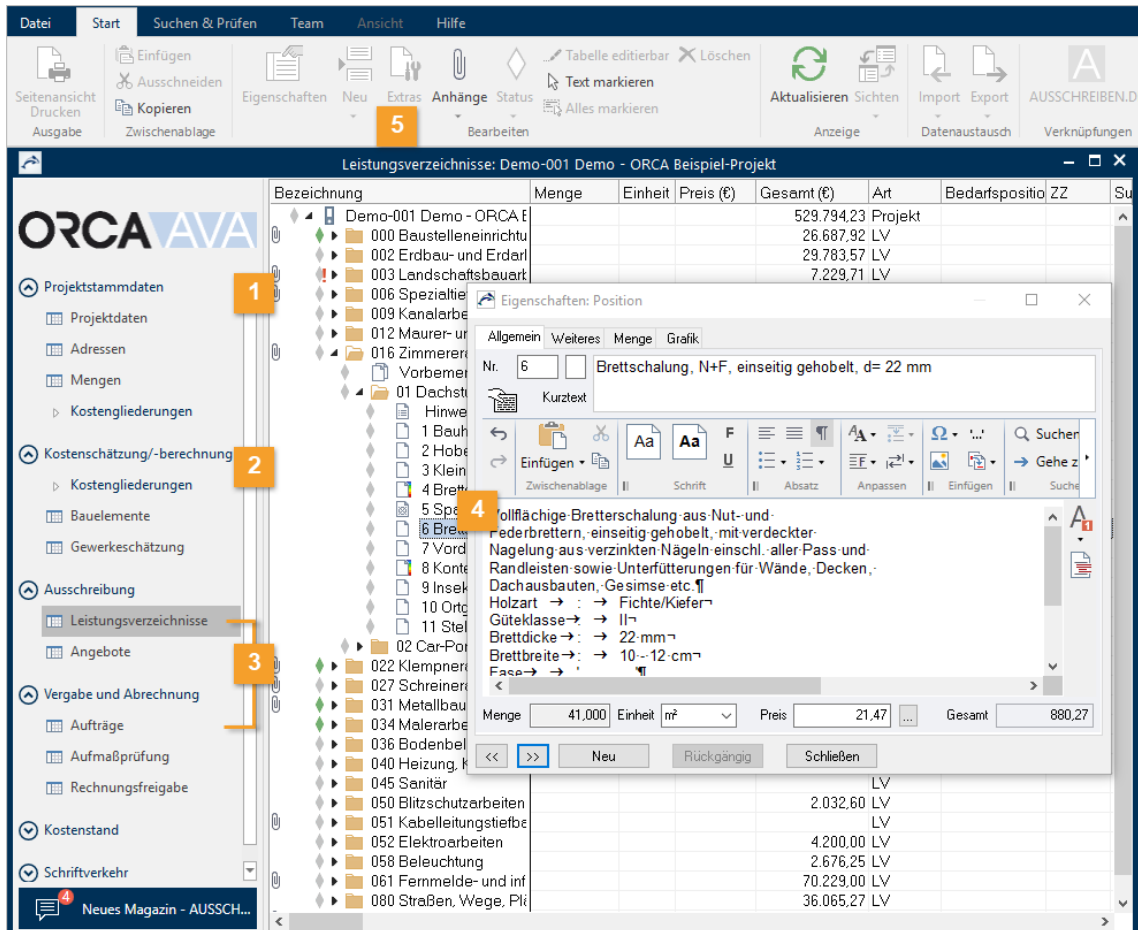 Datei Start Suchen & Prüfen Team Ansicht Hilfe
Seitenansicht Drucken
Einfügen
Ausschneiden
Kopieren
Eigenschaften Neu Extras Anhänge Status
Tabelle editierbar Löschen
Text markieren
Alles markieren
Aktualisieren Sichten
Import Export
AUSSCHREIBEN.D
Ausgabe Zwischenablage Bearbeiten Anzeige Datenaustausch Verknüpfungen
5
Leistungsverzeichnisse: Demo-001 Demo - ORCA Beispiel-Projekt
ORCA AVA
Projektstammdaten
1
Projektdaten
Adressen
Mengen
Kostengliederungen
Kostenschätzung/-berechnung
2
Kostengliederungen
Bauelemente
Gewerkeschätzung
Ausschreibung
Leistungsverzeichnisse
Angebote
3
Vergabe und Abrechnung
Aufträge
Aufmaßprüfung
Rechnungsfreigabe
Kostenstand
Schriftverkehr
4
Neues Magazin - AUSSCH...
Bezeichnung Menge Einheit Preis (€) Gesamt (€) Art Bedarfspositio ZZ Su
Demo-001 Demo - ORCA E 529.794,23 Projekt
000 Baustelleneinrichtu 26.687,92 LV
002 Erdbau- und Erdarl 29.783,57 LV
003 Landschaftsbauark 7.229,71 LV
006 Spezialtie
009 Kanalarbe
012 Maurer- ur
016 Zimmerera
Vorbemer
01 Dachstu
Hinwe
1 Bauh
2 Hobe
3 Klein
4 Brett
5 Spa
6 Bret
7 Vord
8 Konte
9 Insek
10 Ortg
11 Stel
02 Car-Por
022 Klempnera
027 Schreinera
031 Metallbau
034 Malerarbe
036 Bodenbel
040 Heizung, K
045 Sanitär LV
050 Blitzschutzarbeiten 2.032,60 LV
051 Kabelleitungstiefbe LV
052 Elektroarbeiten 4.200,00 LV
058 Beleuchtung 2.676,25 LV
061 Fernmelde- und inf 70.229,00 LV
080 Straßen, Wege, Plä 36.065,27 LV
Eigenschaften: Position
Allgemein Weiteres Menge Grafik
Nr. 6 Brettschalung, N+F, einseitig gehobelt, d= 22 mm
Kurztext
Einfügen
Aa Aa F U
Suchen
Gehe z
Zwischenablage Schrift Absatz Anpassen Einfügen Suche
4
Vollflächige·Bretterschalung·aus·Nut-·und·
Federbrettern,·einseitig·gehobelt,·mit·verdeckter·
Nagelung·aus·verzinkten·Nägeln·einschl.·aller·Pass·und·
Randleisten·sowie·Unterfütterungen·für·Wände,·Decken,·
Dachausbauten,·Gesimse·etc.¶
Holzart → : → Fichte/Kiefer¬
Güteklasse→: → II¬
Brettdicke→: → 22·mm¬
Brettbreite→: → 10·-·12·cm¬
Menge 41,000 Einheit m² Preis 21,47 ... Gesamt 880,27
<< >> Neu Rückgängig Schließen